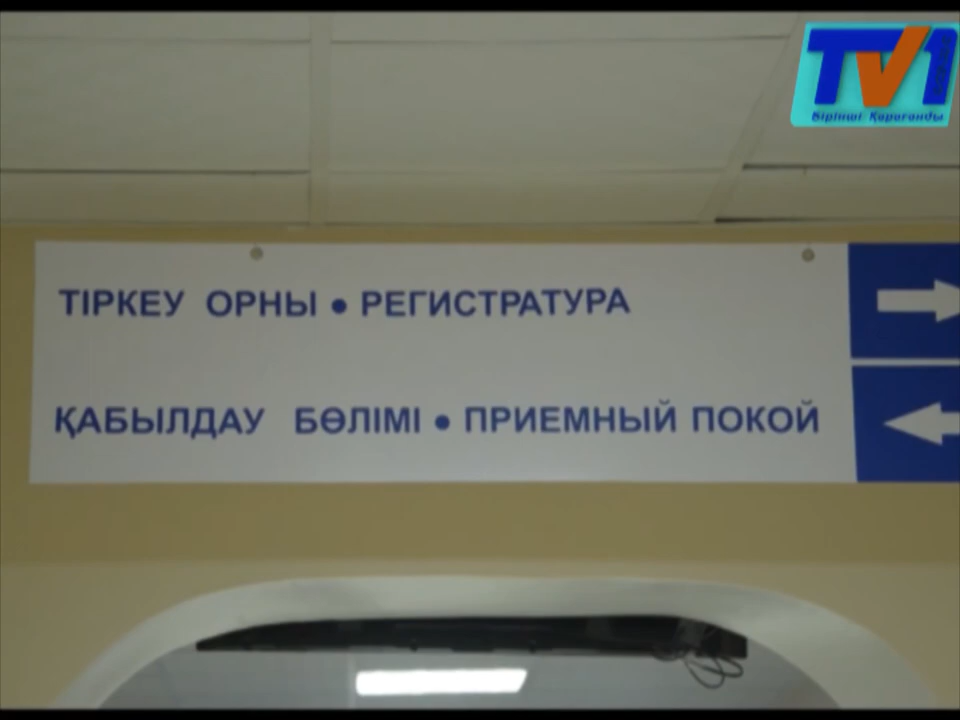 TV1
Бірінші Қарағанды
ТІРКЕУ ОРНЫ • РЕГИСТРАТУРА
ҚАБЫЛДАУ БӨЛІМІ • ПРИЕМНЫЙ ПОКОЙ